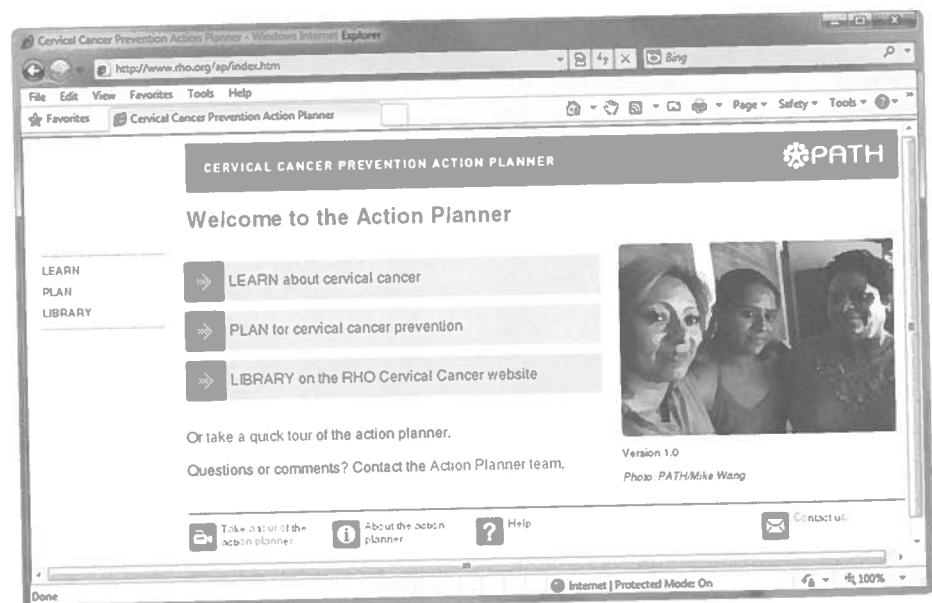 Cervical Cancer Prevention Action Planner - Windows Internet Explorer
http://www.rho.org/ap/index.htm
Bing
File Edit View Favorites Tools Help
Favorites
Cervical Cancer Prevention Action Planner
Page Safety Tools
CERVICAL CANCER PREVENTION ACTION PLANNER
PATH
Welcome to the Action Planner
LEARN
PLAN
LIBRARY
LEARN about cervical cancer
PLAN for cervical cancer prevention
LIBRARY on the RHO Cervical Cancer website
Or take a quick tour of the action planner.
Questions or comments? Contact the Action Planner team.
Version 1.0
Photo: PATH/Mike Wang
Take a tour of the
action planner
About the action
planner
Help
Contact us
Done
Internet | Protected Mode: On
100%